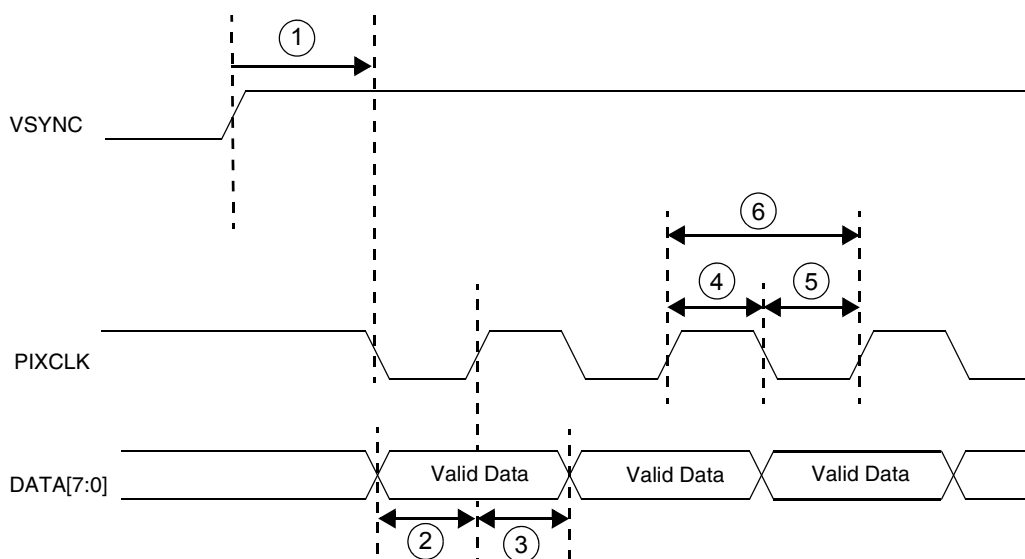 1
VSYNC
6
4 5
PIXCLK
DATA[7:0] Valid Data Valid Data Valid Data
2 3